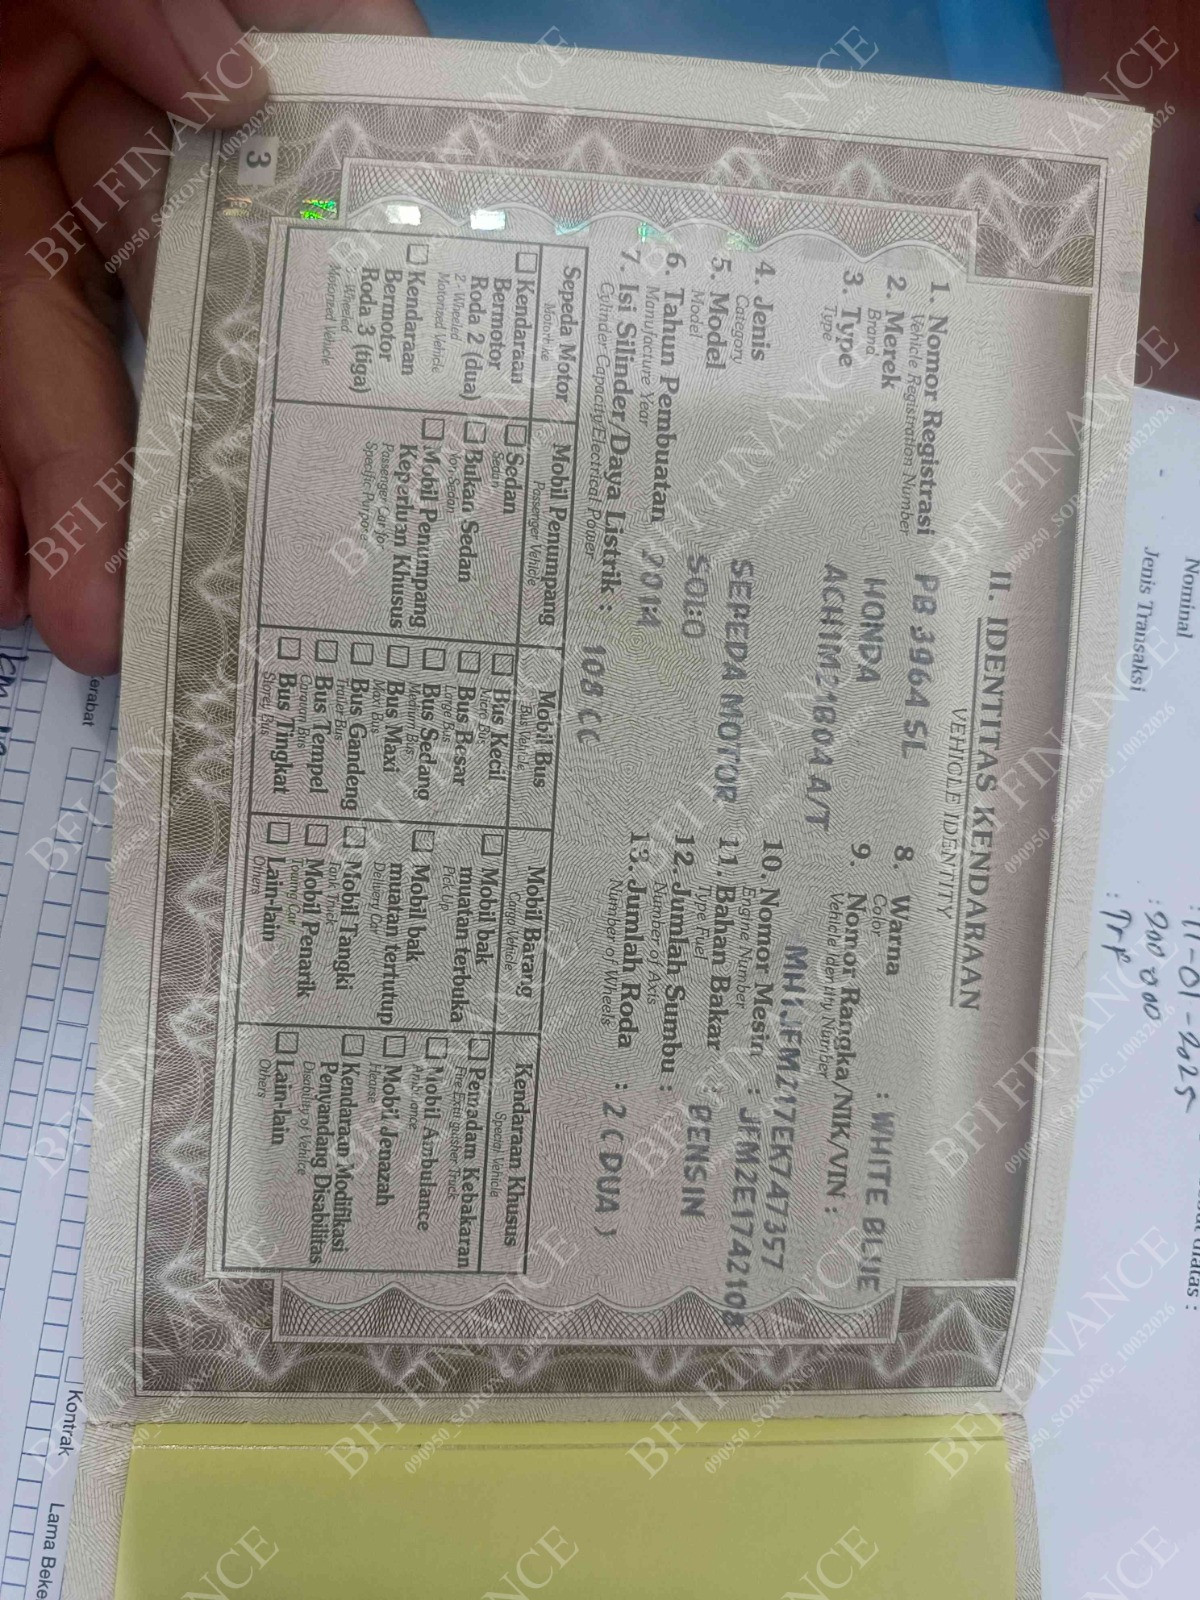 II. IDENTITAS KENDARAAN
VEHICLE IDENTITY
1. Nomor Registrasi PB 3964 SL
Vehicle Registration Number
2. Merek HONDA
Brand
3. Type ACH1M21B04 A/T
Type
4. Jenis SEPEDA MOTOR
Category
5. Model SOLO
Model
6. Tahun Pembuatan 2014
Manufacture Year
7. Isi Silinder/Daya Listrik : 108 CC
Cylinder Capacity/Electrical Power
8. Warna : WHITE BLUE
Color
9. Nomor Rangka/NIK/VIN :
Vehicle Identity Number
MH1JFM217EK747357
10. Nomor Mesin : JFM2E1742108
Engine Number
11. Bahan Bakar : BENSIN
Type Fuel
12. Jumlah Sumbu :
Number of Axis
13. Jumlah Roda : 2 ( DUA )
Number of Wheels
Sepeda Motor
Motorbike
Kendaraan Bermotor Roda 2 (dua)
2- Wheeled Motorized Vehicle
Kendaraan Bermotor Roda 3 (tiga)
3- Wheeled Motorized Vehicle
Mobil Penumpang
Passenger Vehicle
Sedan
Sedan
Bukan Sedan
Non Sedan
Mobil Penumpang Keperluan Khusus
Passenger Car for Specific Purpose
Mobil Bus
Bus Vehicle
Bus Kecil
Micro Bus
Bus Besar
Large Bus
Bus Sedang
Medium Bus
Bus Maxi
Maxi Bus
Bus Gandeng
Trailer Bus
Bus Tempel
Caravan Bus
Bus Tingkat
Storet Bus
Mobil Barang
Cargo Vehicle
Mobil bak muatan terbuka
Pick Up
Mobil bak muatan tertutup
Delivery Car
Mobil Tangki
Tank Truck
Mobil Penarik
Towing Car
Lain-lain
Others
Kendaraan Khusus
Special Vehicle
Pemadam Kebakaran
Fire Extinguisher Truck
Mobil Ambulance
Ambulance
Mobil Jenazah
Hearse
Kendaraan Modifikasi Penyandang Disabilitas
Disability of Vehice
Lain-lain
Others
3
Nominal
Jenis Transaksi
: 11-01-2025
: 900 000
: Trf
diatas :
erabat
Kontrak
Lama Beke
BFI FINANCE
090950_SORONG_10032026